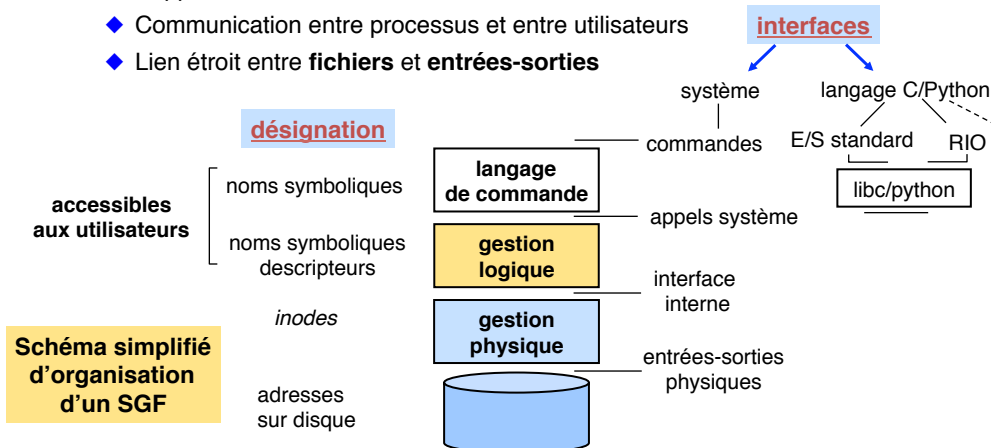 ◆ Communication entre processus et entre utilisateurs
◆ Lien étroit entre fichiers et entrées-sorties
interfaces
système
langage C/Python
désignation
commandes
E/S standard
RIO
libc/python
accessibles
aux utilisateurs
noms symboliques
langage
de commande
appels système
noms symboliques
descripteurs
gestion
logique
interface
interne
inodes
gestion
physique
Schéma simplifié
d'organisation
d'un SGF
entrées-sorties
physiques
adresses
sur disque